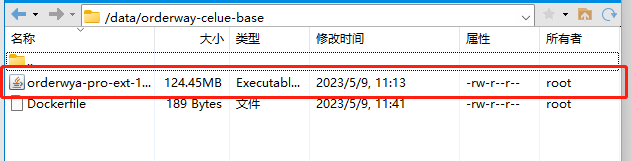 /data/orderway-celue-base
名称 大小 类型 修改时间 属性 所有者
..
orderwya-pro-ext-1... 124.45MB Executabl... 2023/5/9, 11:13 -rw-r--r-- root
Dockerfile 189 Bytes 文件 2023/5/9, 11:41 -rw-r--r-- root